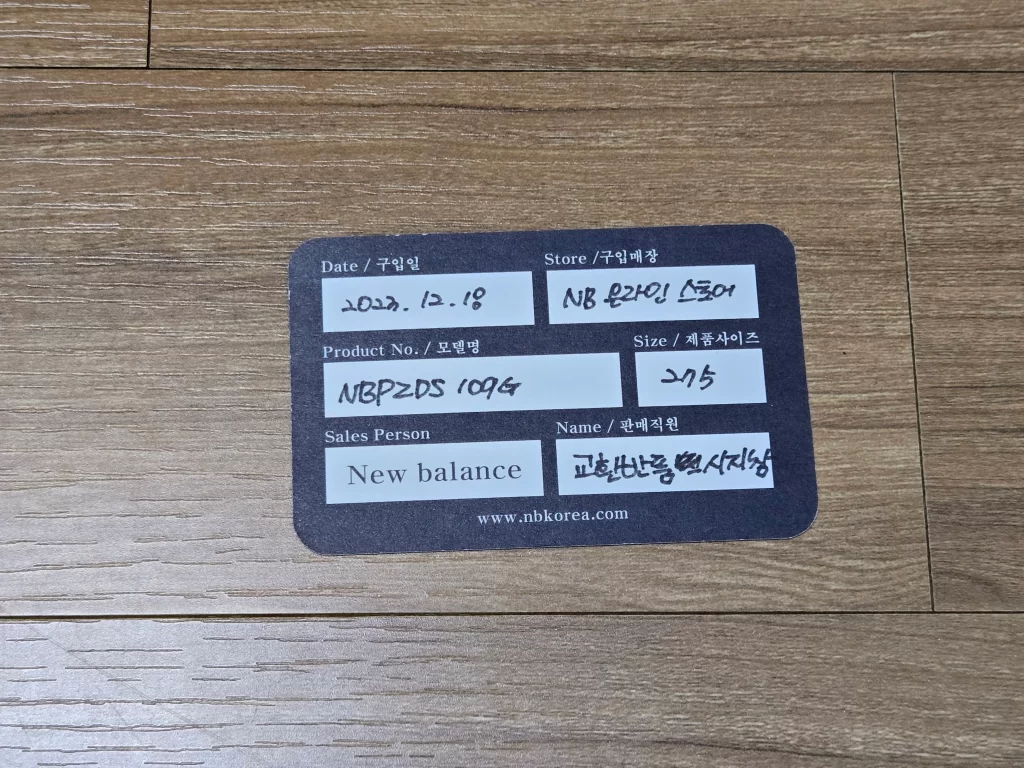 Date / 구입일 Store /구입매장
2023. 12. 18 NB 온라인 스토어
Product No. / 모델명 Size / 제품사이즈
NBPZDS 109G 275
Sales Person Name / 판매직원
New balance 교환반품 시지참
www.nbkorea.com